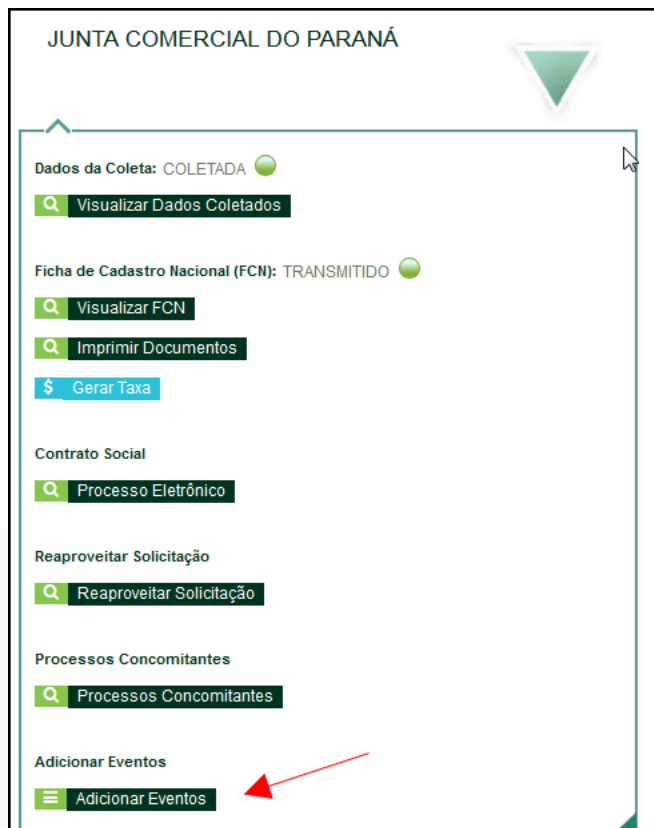 JUNTA COMERCIAL DO PARANÁ
Dados da Coleta: COLETADA
Visualizar Dados Coletados
Ficha de Cadastro Nacional (FCN): TRANSMITIDO
Visualizar FCN
Imprimir Documentos
$ Gerar Taxa
Contrato Social
Processo Eletrônico
Reaproveitar Solicitação
Reaproveitar Solicitação
Processos Concomitantes
Processos Concomitantes
Adicionar Eventos
Adicionar Eventos